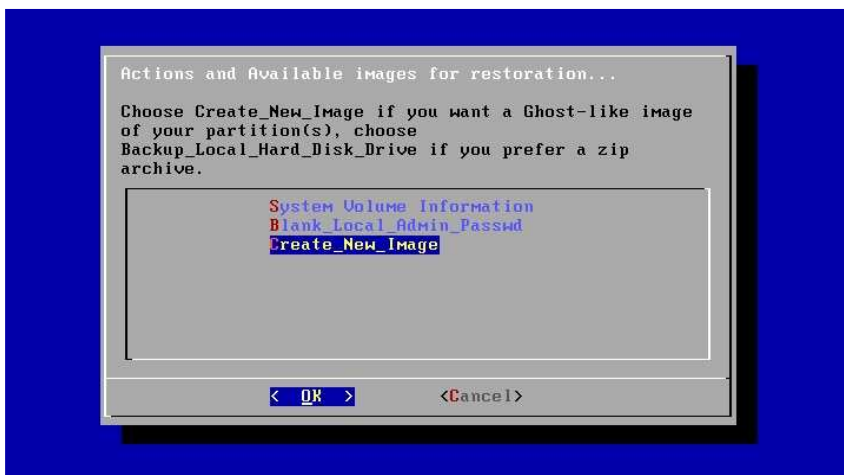 Actions and Available images for restoration...
Choose Create_New_Image if you want a Ghost-like image
of your partition(s), choose
Backup_Local_Hard_Disk_Drive if you prefer a zip
archive.
System Volume Information
Blank_Local_Admin_Passwd
Create_New_Image
< OK > <Cancel>